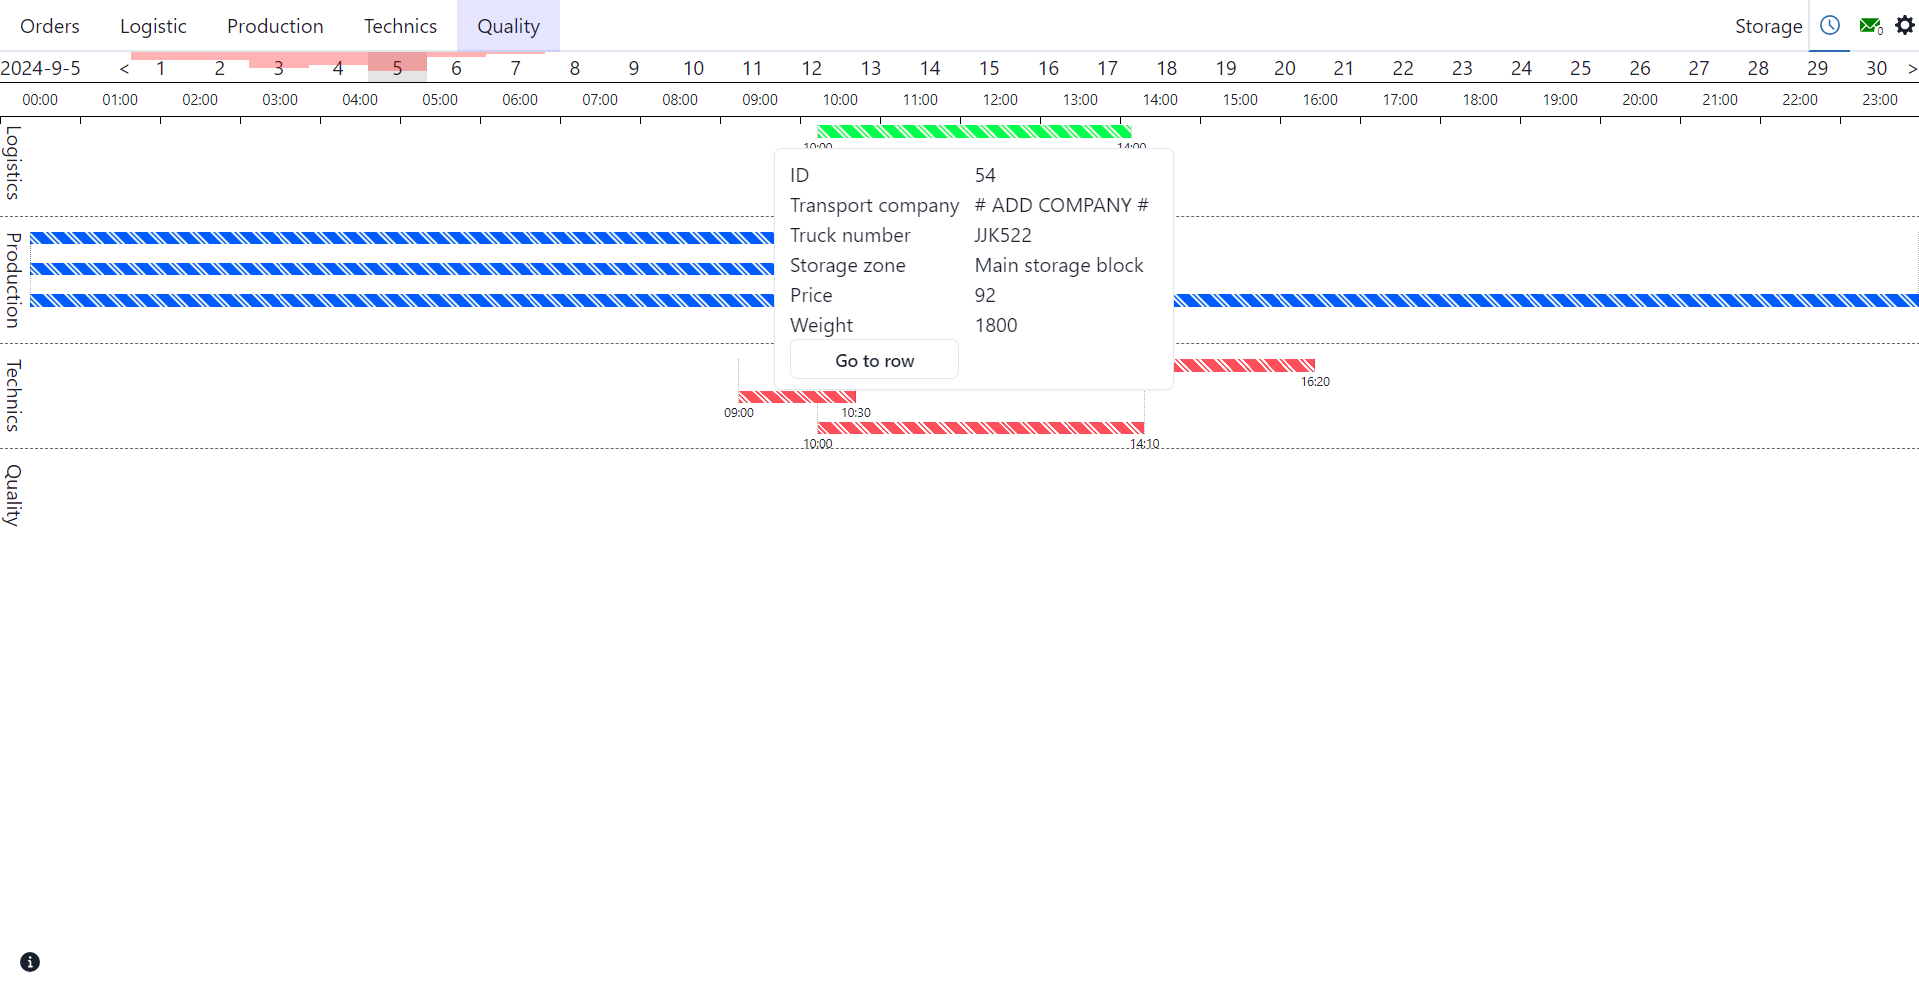 Orders Logistic Production Technics Quality Storage 0
2024-9-5 < 1 2 3 4 5 6 7 8 9 10 11 12 13 14 15 16 17 18 19 20 21 22 23 24 25 26 27 28 29 30 >
00:00 01:00 02:00 03:00 04:00 05:00 06:00 07:00 08:00 09:00 10:00 11:00 12:00 13:00 14:00 15:00 16:00 17:00 18:00 19:00 20:00 21:00 22:00 23:00
Logistics
10:00 14:00
ID 54
Transport company # ADD COMPANY #
Truck number JJK522
Storage zone Main storage block
Price 92
Weight 1800
Go to row
Production
Technics
16:20
09:00 10:30
10:00 14:10
Quality